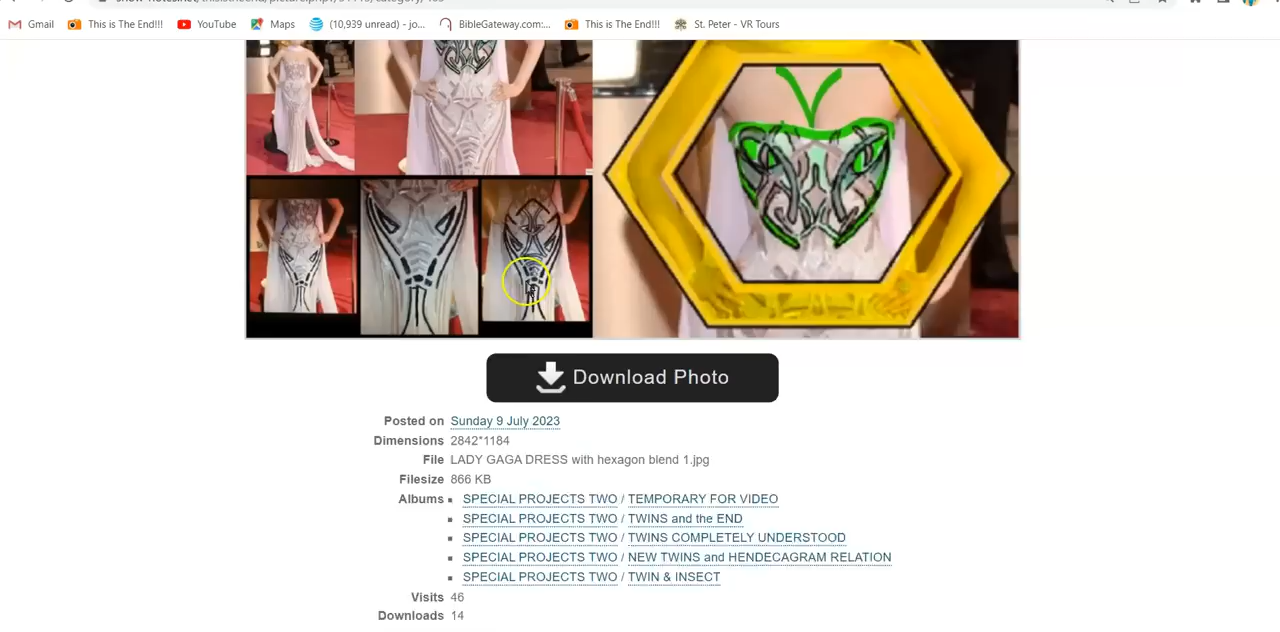 Gmail This is The End!!! YouTube Maps (10,939 unread) - jo... BibleGateway.com:... This is The End!!! St. Peter - VR Tours
Download Photo
Posted on Sunday 9 July 2023
Dimensions 2842*1184
File LADY GAGA DRESS with hexagon blend 1.jpg
Filesize 866 KB
Albums ▪ SPECIAL PROJECTS TWO / TEMPORARY FOR VIDEO
▪ SPECIAL PROJECTS TWO / TWINS and the END
▪ SPECIAL PROJECTS TWO / TWINS COMPLETELY UNDERSTOOD
▪ SPECIAL PROJECTS TWO / NEW TWINS and HENDECAGRAM RELATION
▪ SPECIAL PROJECTS TWO / TWIN & INSECT
Visits 46
Downloads 14